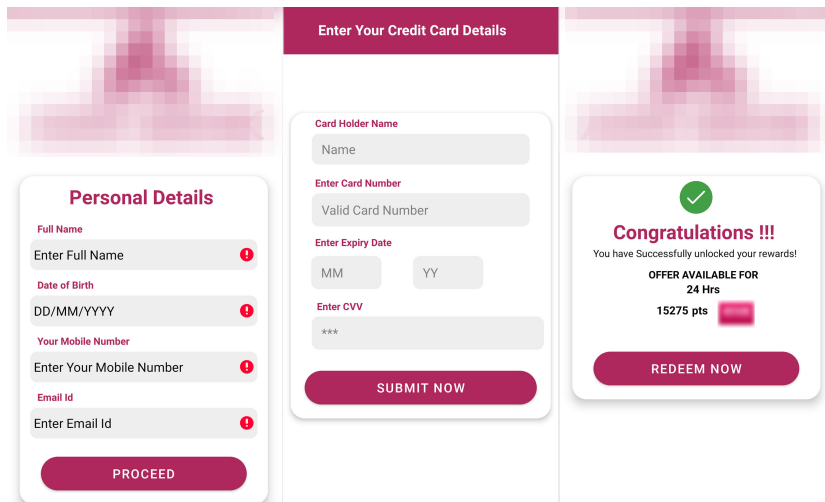 Personal Details
Full Name
Enter Full Name
Date of Birth
DD/MM/YYYY
Your Mobile Number
Enter Your Mobile Number
Email Id
Enter Email Id
PROCEED
Enter Your Credit Card Details
Card Holder Name
Name
Enter Card Number
Valid Card Number
Enter Expiry Date
MM YY
Enter CVV
***
SUBMIT NOW
Congratulations !!!
You have Successfully unlocked your rewards!
OFFER AVAILABLE FOR
24 Hrs
15275 pts
REDEEM NOW